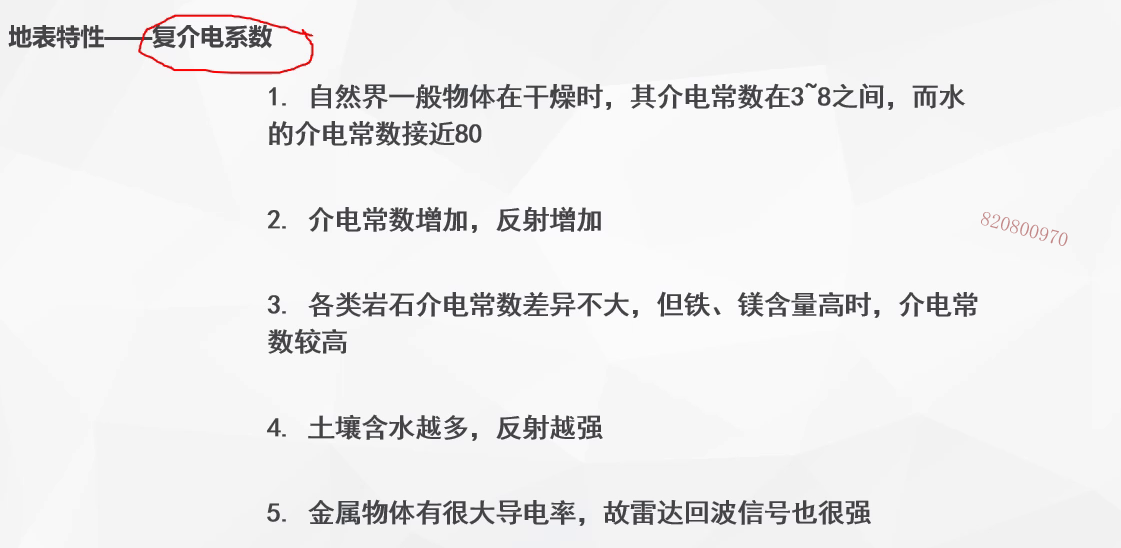 地表特性——复介电系数
1. 自然界一般物体在干燥时，其介电常数在3~8之间，而水
的介电常数接近80
2. 介电常数增加，反射增加
820800970
3. 各类岩石介电常数差异不大，但铁、镁含量高时，介电常
数较高
4. 土壤含水越多，反射越强
5. 金属物体有很大导电率，故雷达回波信号也很强